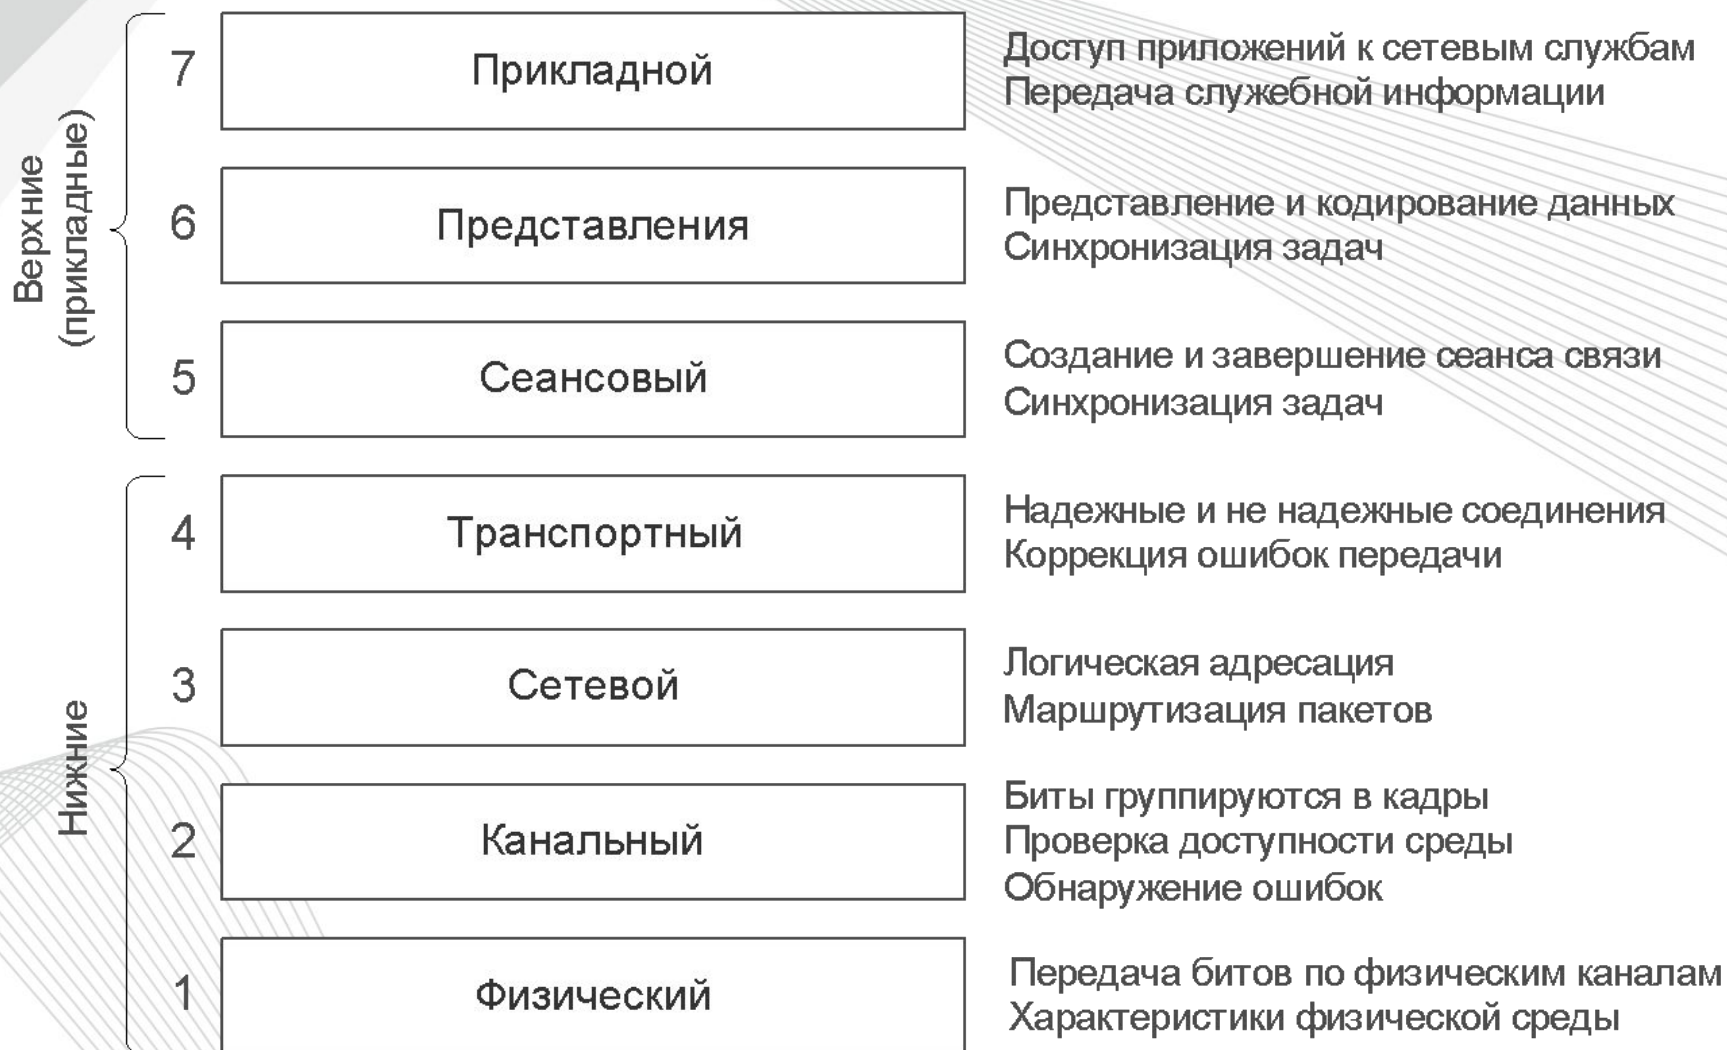 Верхние
(прикладные)
7
Прикладной
Доступ приложений к сетевым службам
Передача служебной информации
6
Представления
Представление и кодирование данных
Синхронизация задач
5
Сеансовый
Создание и завершение сеанса связи
Синхронизация задач
Нижние
4
Транспортный
Надежные и не надежные соединения
Коррекция ошибок передачи
3
Сетевой
Логическая адресация
Маршрутизация пакетов
2
Канальный
Биты группируются в кадры
Проверка доступности среды
Обнаружение ошибок
1
Физический
Передача битов по физическим каналам
Характеристики физической среды